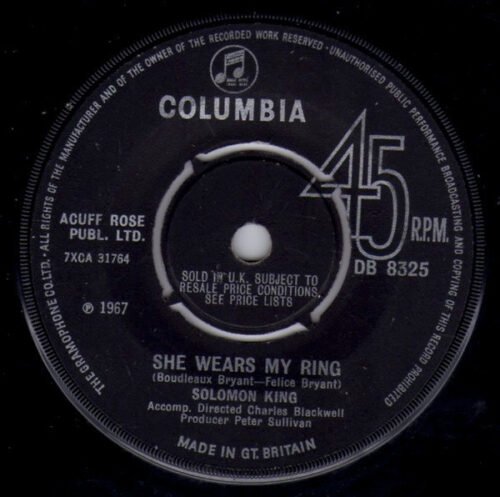 THE GRAMOPHONE CO. LTD. · ALL RIGHTS OF THE MANUFACTURER AND OF THE OWNER OF THE RECORDED WORK RESERVED · UNAUTHORISED PUBLIC PERFORMANCE BROADCASTING AND COPYING OF THIS RECORD PROHIBITED
COLUMBIA
45
R.P.M.
ACUFF ROSE
PUBL. LTD.
7XCA 31764
DB 8325
SOLD IN U.K. SUBJECT TO
RESALE PRICE CONDITIONS,
SEE PRICE LISTS
℗ 1967
SHE WEARS MY RING
(Boudleaux Bryant—Felice Bryant)
SOLOMON KING
Accomp. Directed Charles Blackwell
Producer Peter Sullivan
MADE IN GT. BRITAIN